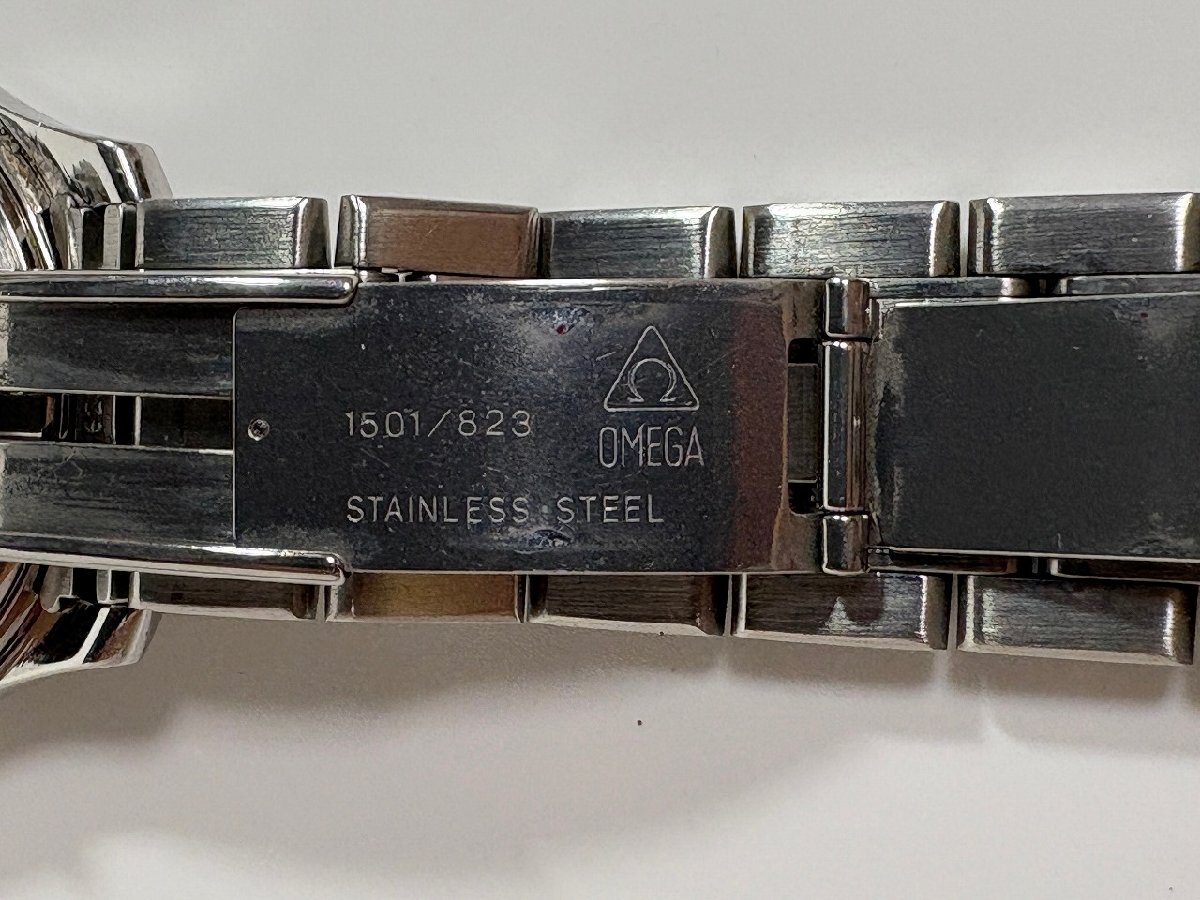 Ω
1501/823
OMEGA
STAINLESS STEEL